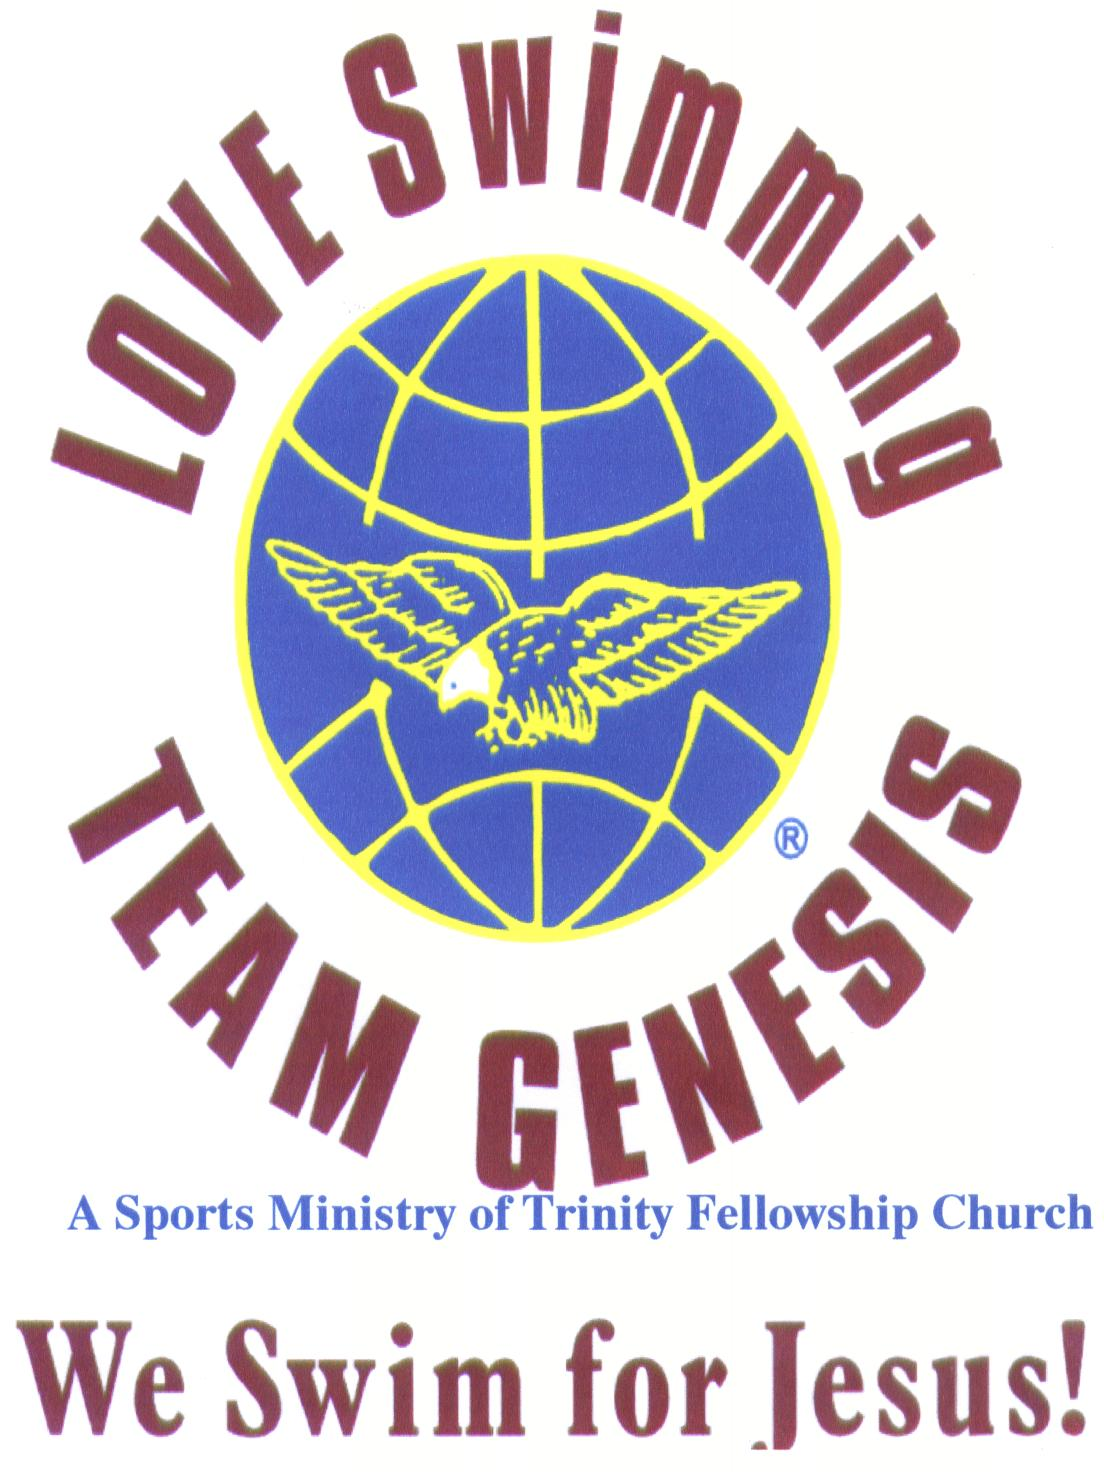 LOVE Swimming
®
TEAM GENESIS
A Sports Ministry of Trinity Fellowship Church
We Swim for Jesus!